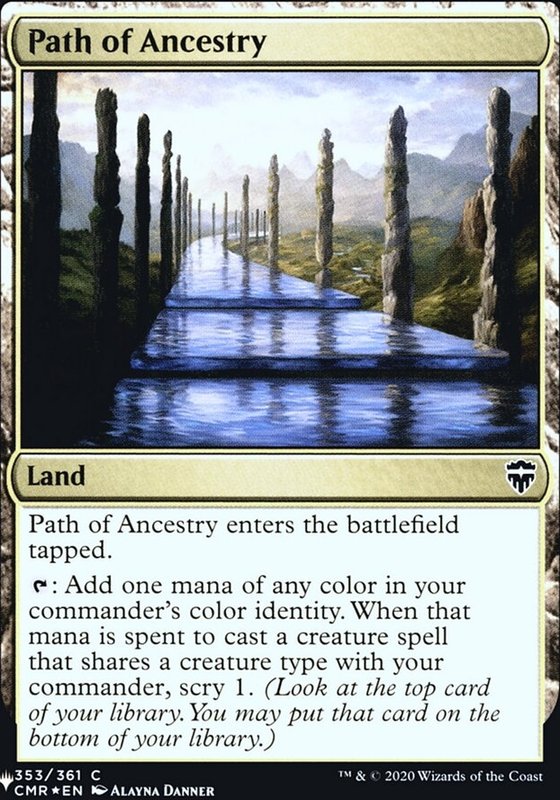 Path of Ancestry
Land
Path of Ancestry enters the battlefield
tapped.
: Add one mana of any color in your
commander's color identity. When that
mana is spent to cast a creature spell
that shares a creature type with your
commander, scry 1. (Look at the top card
of your library. You may put that card on the
bottom of your library.)
353/361 C
CMR ★ EN ALAYNA DANNER
™ & © 2020 Wizards of the Coast